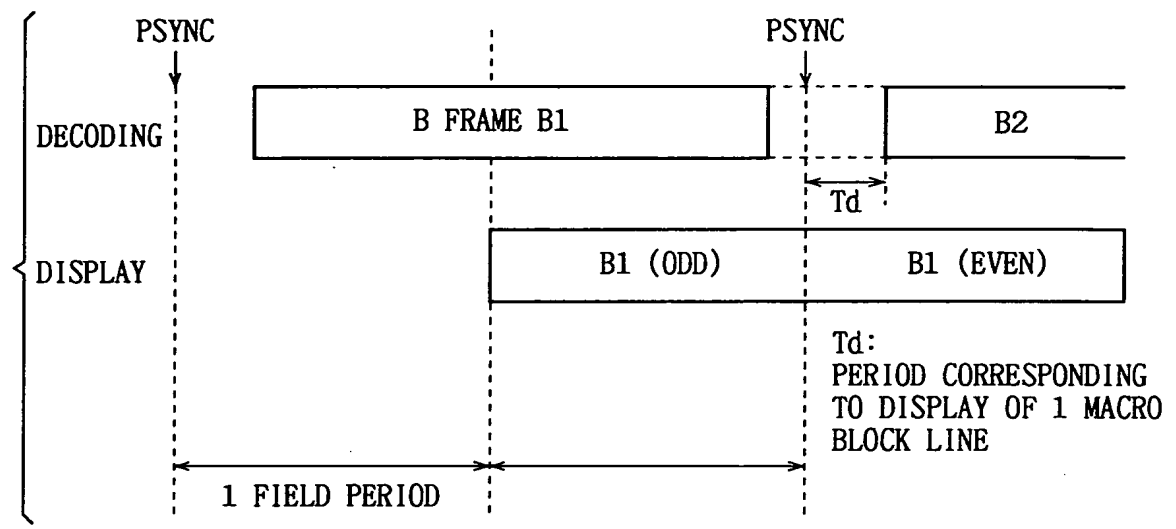 PSYNC
PSYNC
DECODING
B FRAME B1
B2
Td
DISPLAY
B1 (ODD)
B1 (EVEN)
Td:
PERIOD CORRESPONDING
TO DISPLAY OF 1 MACRO
BLOCK LINE
1 FIELD PERIOD